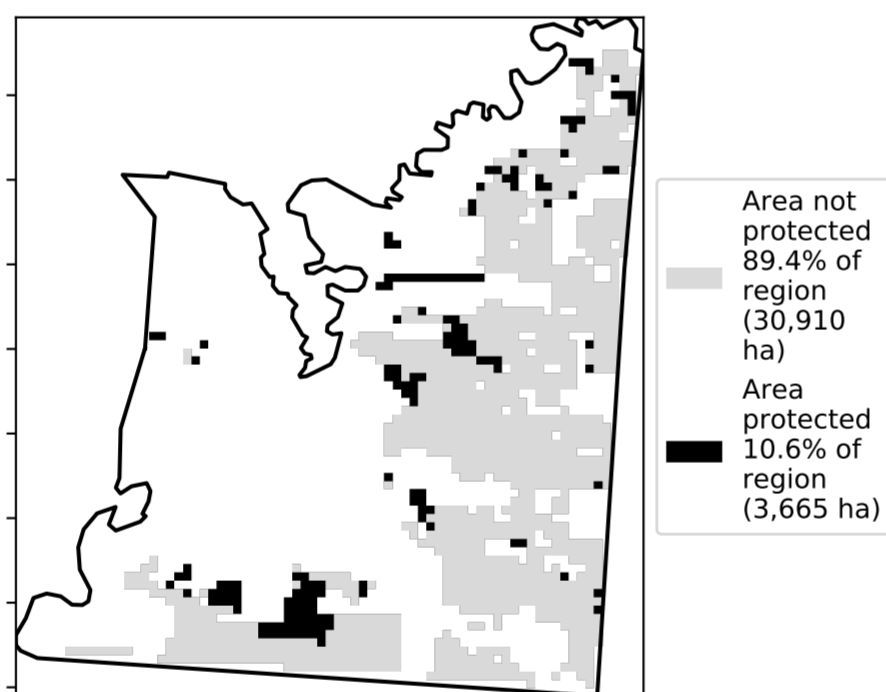 Area not
protected
89.4% of
region
(30,910
ha)
Area
protected
10.6% of
region
(3,665 ha)